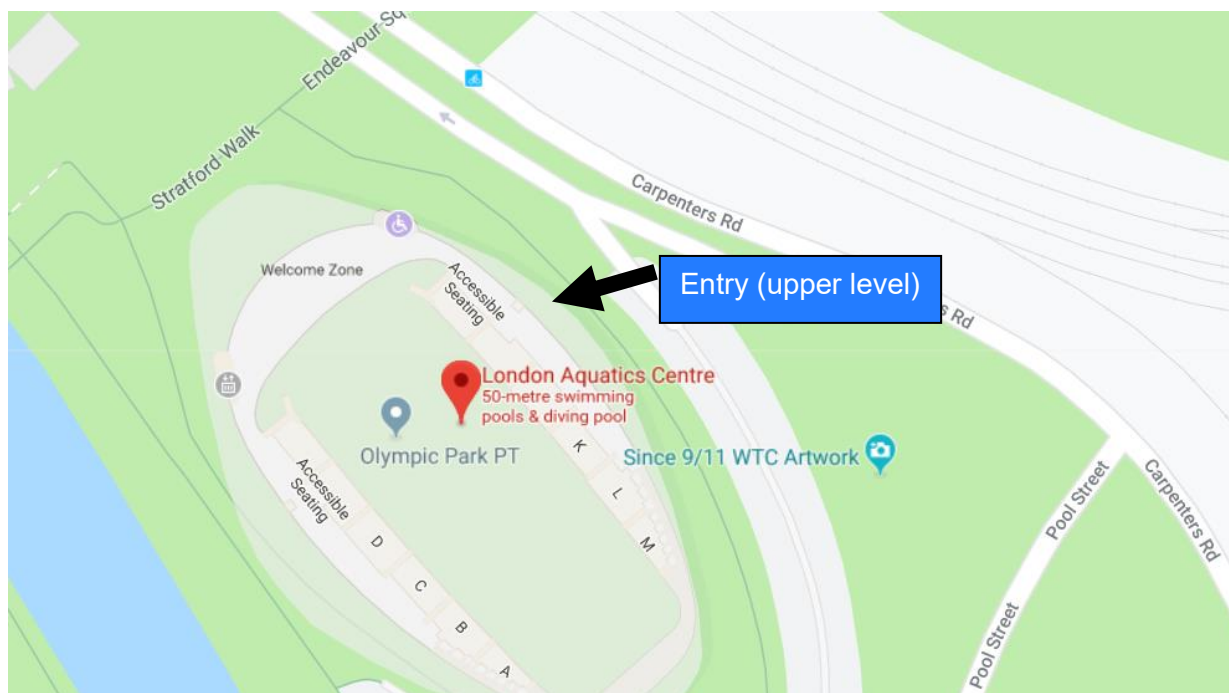 Endeavour Sq
Stratford Walk
Carpenters Rd
Welcome Zone
Accessible
Seating
Entry (upper level)
Rd
London Aquatics Centre
50-metre swimming
pools & diving pool
Olympic Park PT
K
Since 9/11 WTC Artwork
L
M
Accessible
Seating
D
C
B
A
Pool Street
Carpenters Rd
Pool Street